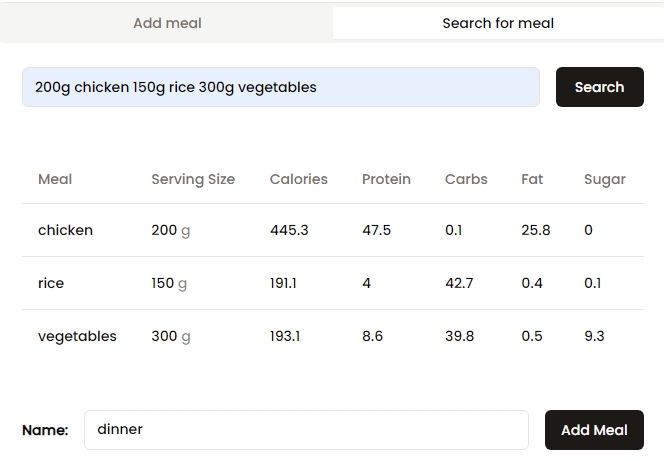 Add meal Search for meal
200g chicken 150g rice 300g vegetables Search
Meal Serving Size Calories Protein Carbs Fat Sugar
chicken 200 g 445.3 47.5 0.1 25.8 0
rice 150 g 191.1 4 42.7 0.4 0.1
vegetables 300 g 193.1 8.6 39.8 0.5 9.3
Name: dinner Add Meal